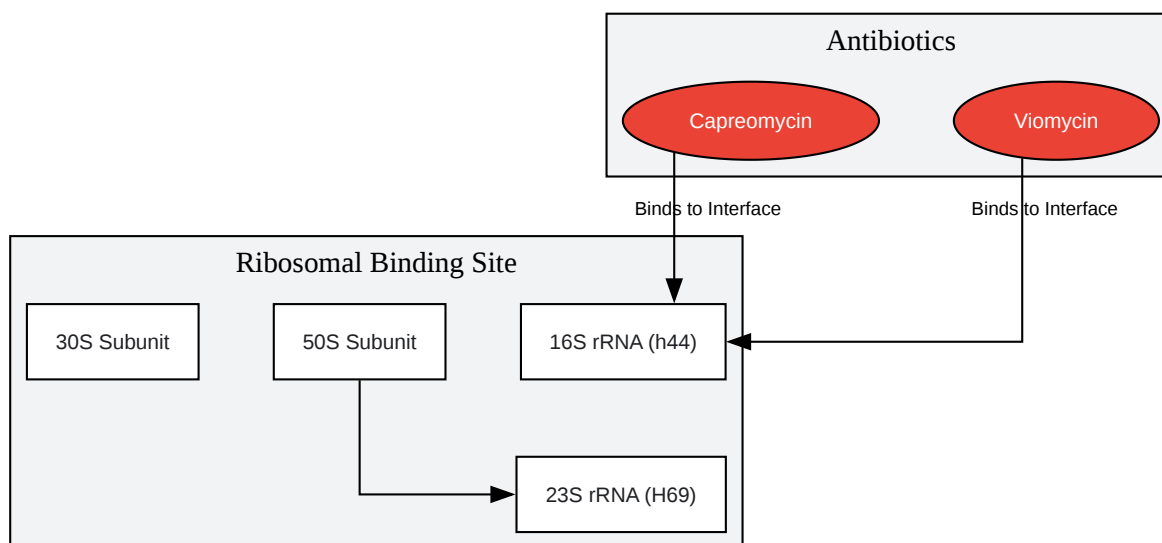 Antibiotics
Capreomycin
Viomycin
Binds to Interface
Binds to Interface
Ribosomal Binding Site
30S Subunit
50S Subunit
16S rRNA (h44)
23S rRNA (H69)